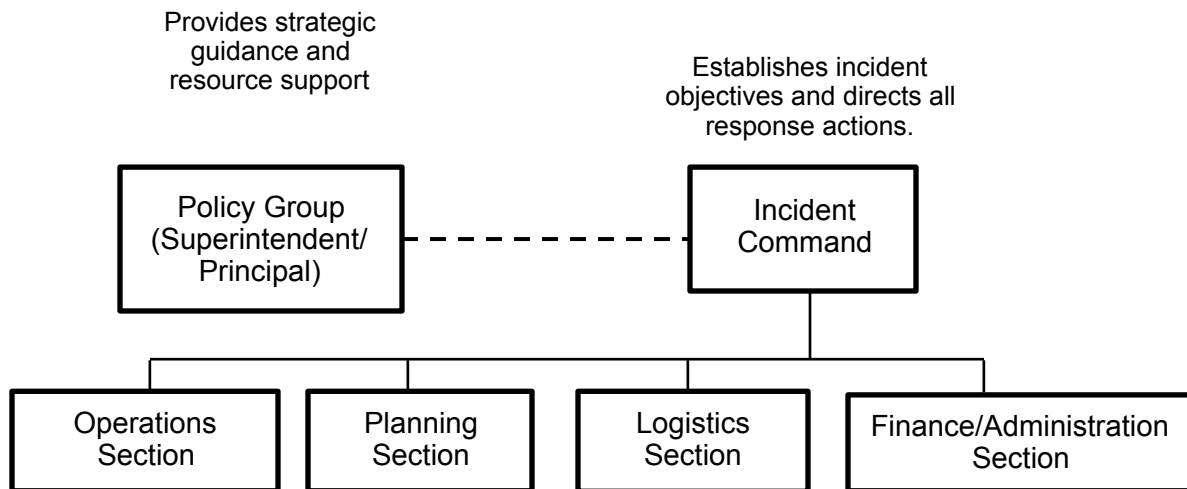 Provides strategic
guidance and
resource support
Establishes incident
objectives and directs all
response actions.
Policy Group
(Superintendent/
Principal)
Incident
Command
Operations
Section
Planning
Section
Logistics
Section
Finance/Administration
Section